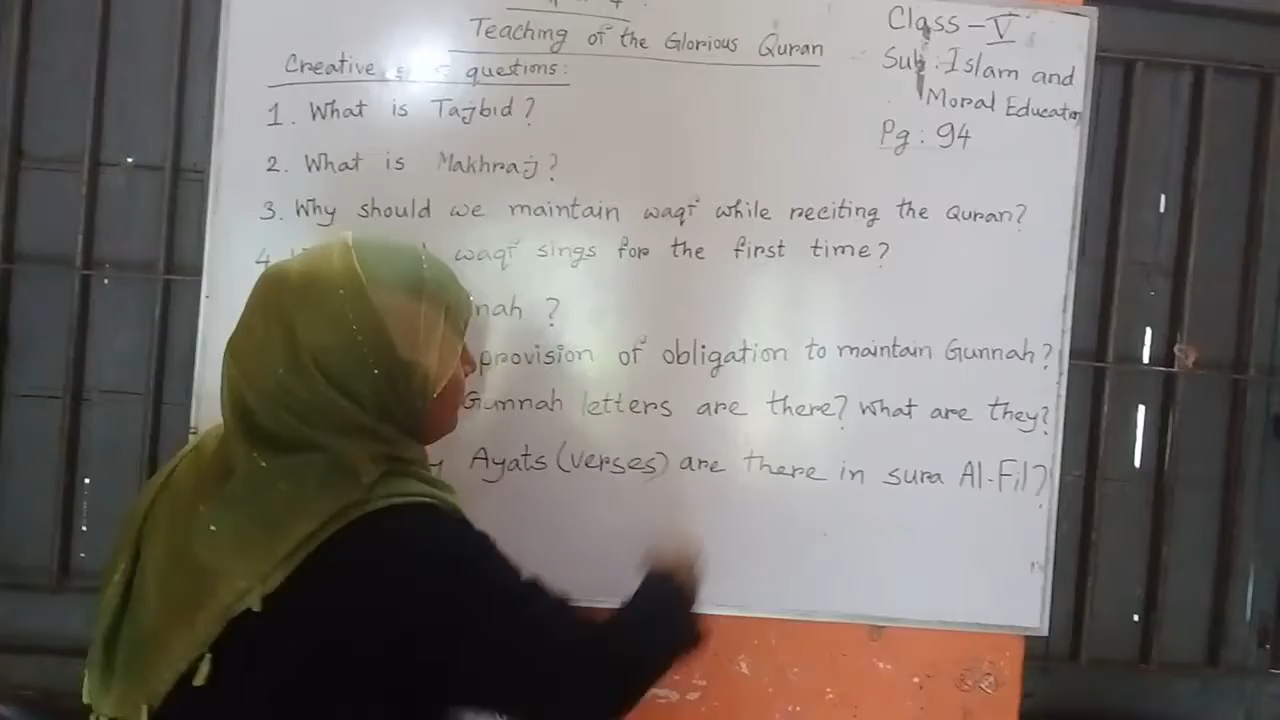 Teaching of the Glorious Quran
Class - V
Sub: Islam and
Moral Education
Pg: 94
Creative questions:
1. What is Tajbid?
2. What is Makhraj?
3. Why should we maintain waqf while reciting the Quran?
4. waqf sings for the first time?
nah ?
provision of obligation to maintain Gunnah?
Gunnah letters are there? What are they?
y Ayats (verses) are there in sura Al-Fil?